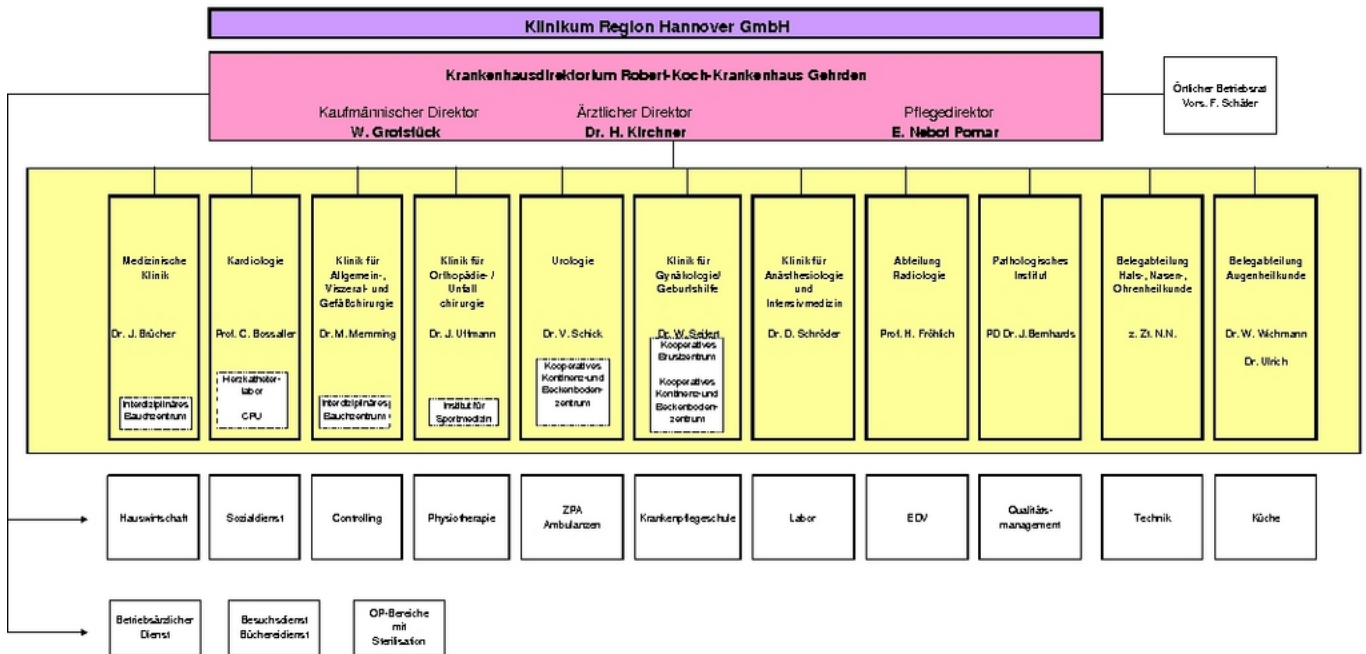 Klinikum Region Hannover GmbH
Krankenhausdirektorium Robert-Koch-Krankenhaus Gehrden
Kaufmännischer Direktor
W. Grotstück
Ärztlicher Direktor
Dr. H. Kirchner
Pflegedirektor
E. Nebot Pomar
Örtlicher Betriebsrat
Vors. F. Schäfer
Medizinische
Klinik
Dr. J. Brücher
Interdiziplinäres
Bauchzentrum
Kardiologie
Prof. C. Bossaller
Herzkatheter-
labor
CPU
Klinik für
Allgemein-,
Viszeral- und
Gefäßchirurgie
Dr. M. Memming
Interdiziplinäres
Bauchzentrum
Klinik für
Orthopädie- /
Unfall
chirurgie
Dr. J. Uffmann
Institut für
Sportmedizin
Urologie
Dr. V. Schick
Kooperatives
Kontinenz-und
Beckenboden-
zentrum
Klinik für
Gynäkologie/
Geburtshilfe
Dr. W. Seifert
Kooperatives
Brustzentrum
Kooperatives
Kontinenz-und
Beckenboden-
zentrum
Klinik für
Anästhesiologie
und
Intensivmedizin
Dr. D. Schröder
Abteilung
Radiologie
Prof. H. Fröhlich
Pathologisches
Institut
PD Dr. J. Bernhards
Belegabteilung
Hals-, Nasen-,
Ohrenheilkunde
z. Zt. N.N.
Belegabteilung
Augenheilkunde
Dr. W. Wichmann
Dr. Ulrich
Hauswirtschaft
Sozialdienst
Controlling
Physiotherapie
ZPA
Ambulanzen
Krankenpflegeschule
Labor
EDV
Qualitäts-
management
Technik
Küche
Betriebsärzlicher
Dienst
Besuchsdienst
Büchereidienst
OP-Bereiche
mit
Sterilisation